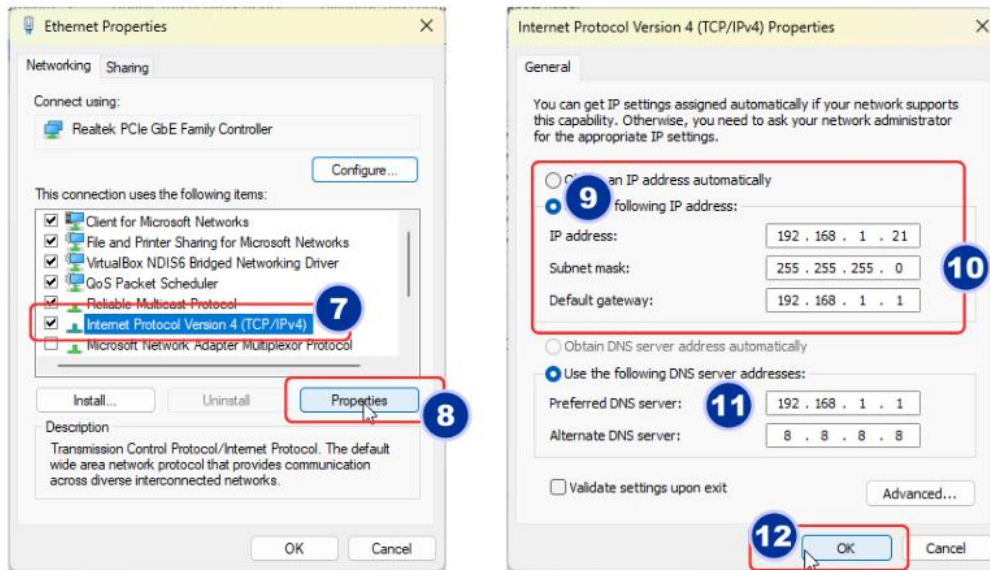 Ethernet Properties
Networking Sharing
Connect using:
Realtek PCIe GbE Family Controller
Configure...
This connection uses the following items:
Client for Microsoft Networks
File and Printer Sharing for Microsoft Networks
VirtualBox NDIS6 Bridged Networking Driver
QoS Packet Scheduler
Reliable Multicast Protocol
Internet Protocol Version 4 (TCP/IPv4)
7
Microsoft Network Adapter Multiplexor Protocol
Install... Uninstall Properties
8
Description
Transmission Control Protocol/Internet Protocol. The default
wide area network protocol that provides communication
across diverse interconnected networks.
OK Cancel
Internet Protocol Version 4 (TCP/IPv4) Properties
General
You can get IP settings assigned automatically if your network supports
this capability. Otherwise, you need to ask your network administrator
for the appropriate IP settings.
an IP address automatically
9
following IP address:
IP address: 192 . 168 . 1 . 21
Subnet mask: 255 . 255 . 255 . 0
10
Default gateway: 192 . 168 . 1 . 1
Obtain DNS server address automatically
Use the following DNS server addresses:
Preferred DNS server: 11 192 . 168 . 1 . 1
Alternate DNS server: 8 . 8 . 8 . 8
Validate settings upon exit
Advanced...
12
OK Cancel